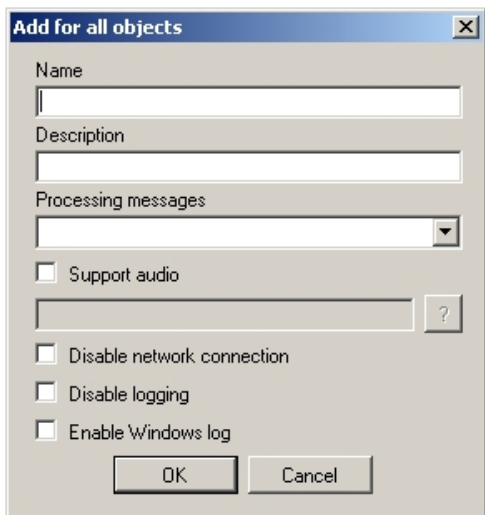 Add for all objects
Name
Description
Processing messages
Support audio
?
Disable network connection
Disable logging
Enable Windows log
OK Cancel